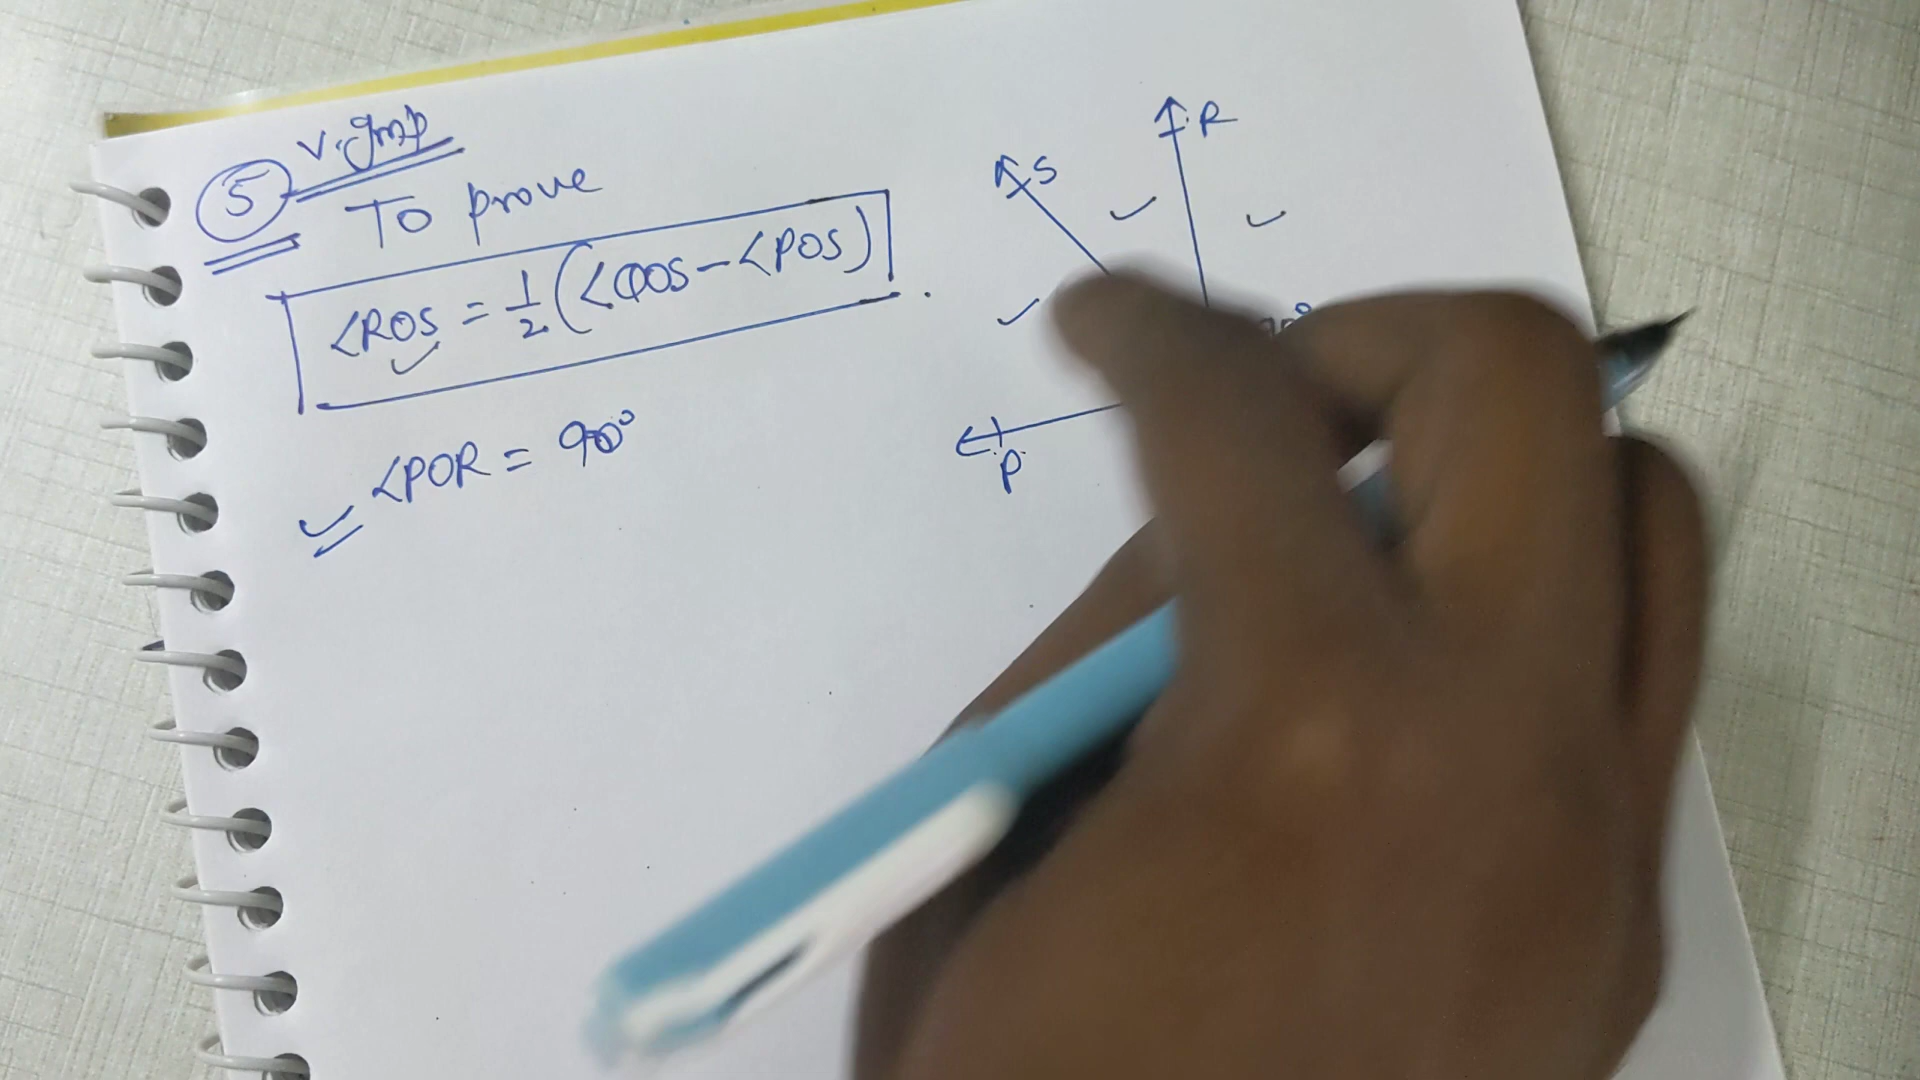 5 V. Imp
To prove
∠ROS = 1/2 (∠QOS - ∠POS) .
∠POR = 90°
S
R
P